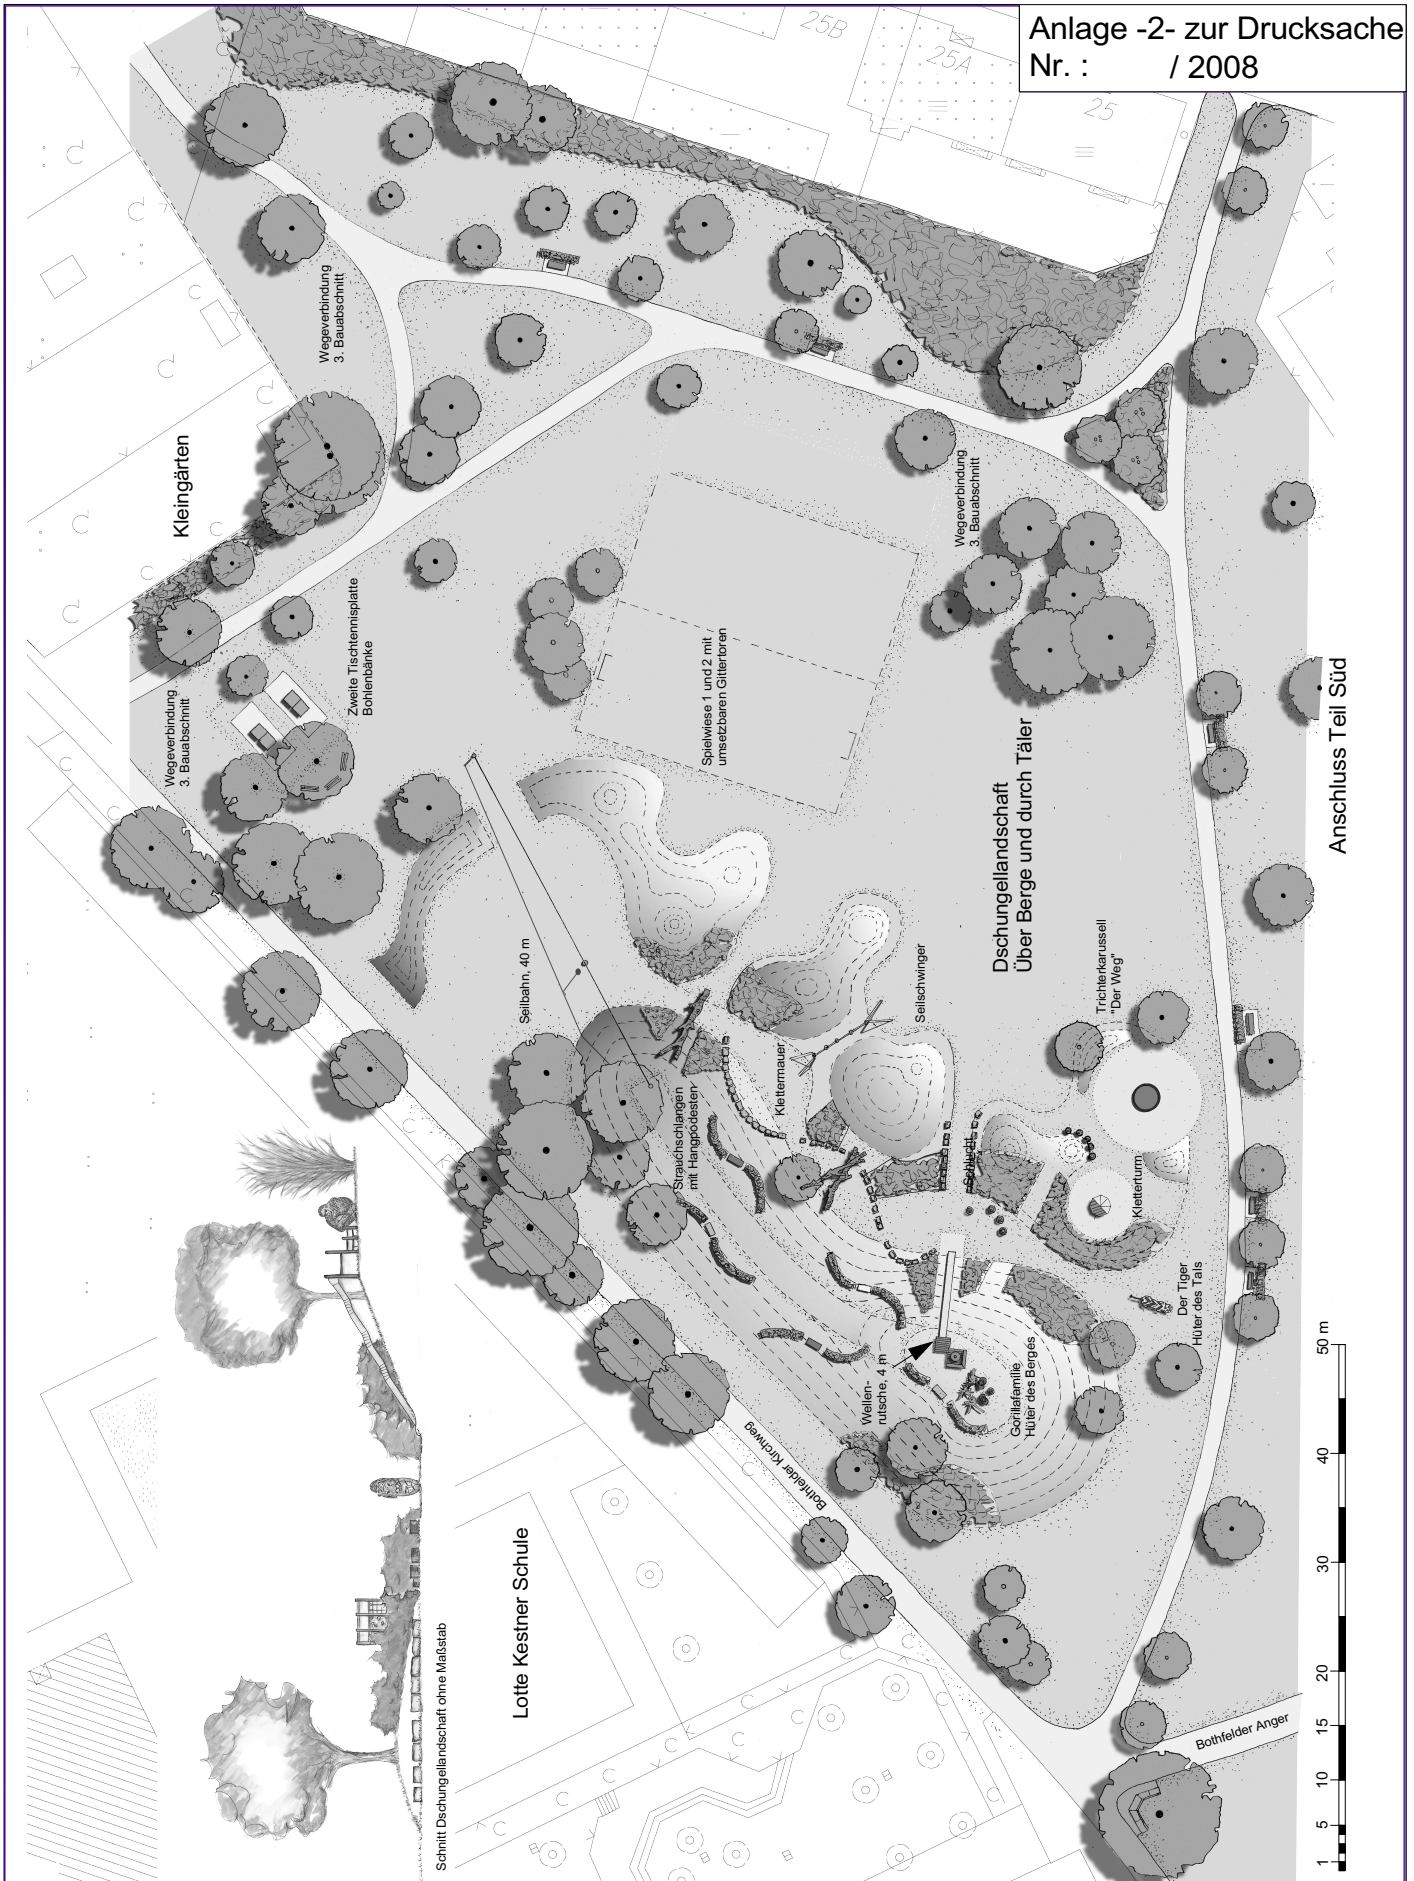 Anlage -2- zur Drucksache
Nr. : / 2008
25B
25A
25
Wegeverbindung
3. Bauabschnitt
Kleingärten
Wegeverbindung
3. Bauabschnitt
Zweite Tischtennisplatte
Bohlenbänke
Wegeverbindung
3. Bauabschnitt
Spielwiese 1 und 2 mit
umsetzbaren Gittertoren
Anschluss Teil Süd
Dschungellandschaft
Über Berge und durch Täler
Seilbahn, 40 m
Seilschwinger
Trichterkarussell
"Der Weg"
Klettermauer
Strauchschlangen
mit Hangpodesten
Schlucht
Kletterturm
Der Tiger
Hüter des Tals
Wellen-
rutsche, 4 m
Gorillafamilie
Hüter des Berges
Bothfelder Kirchweg
Lotte Kestner Schule
Schnitt Dschungellandschaft ohne Maßstab
Bothfelder Anger
1 5 10 15 20 30 40 50 m